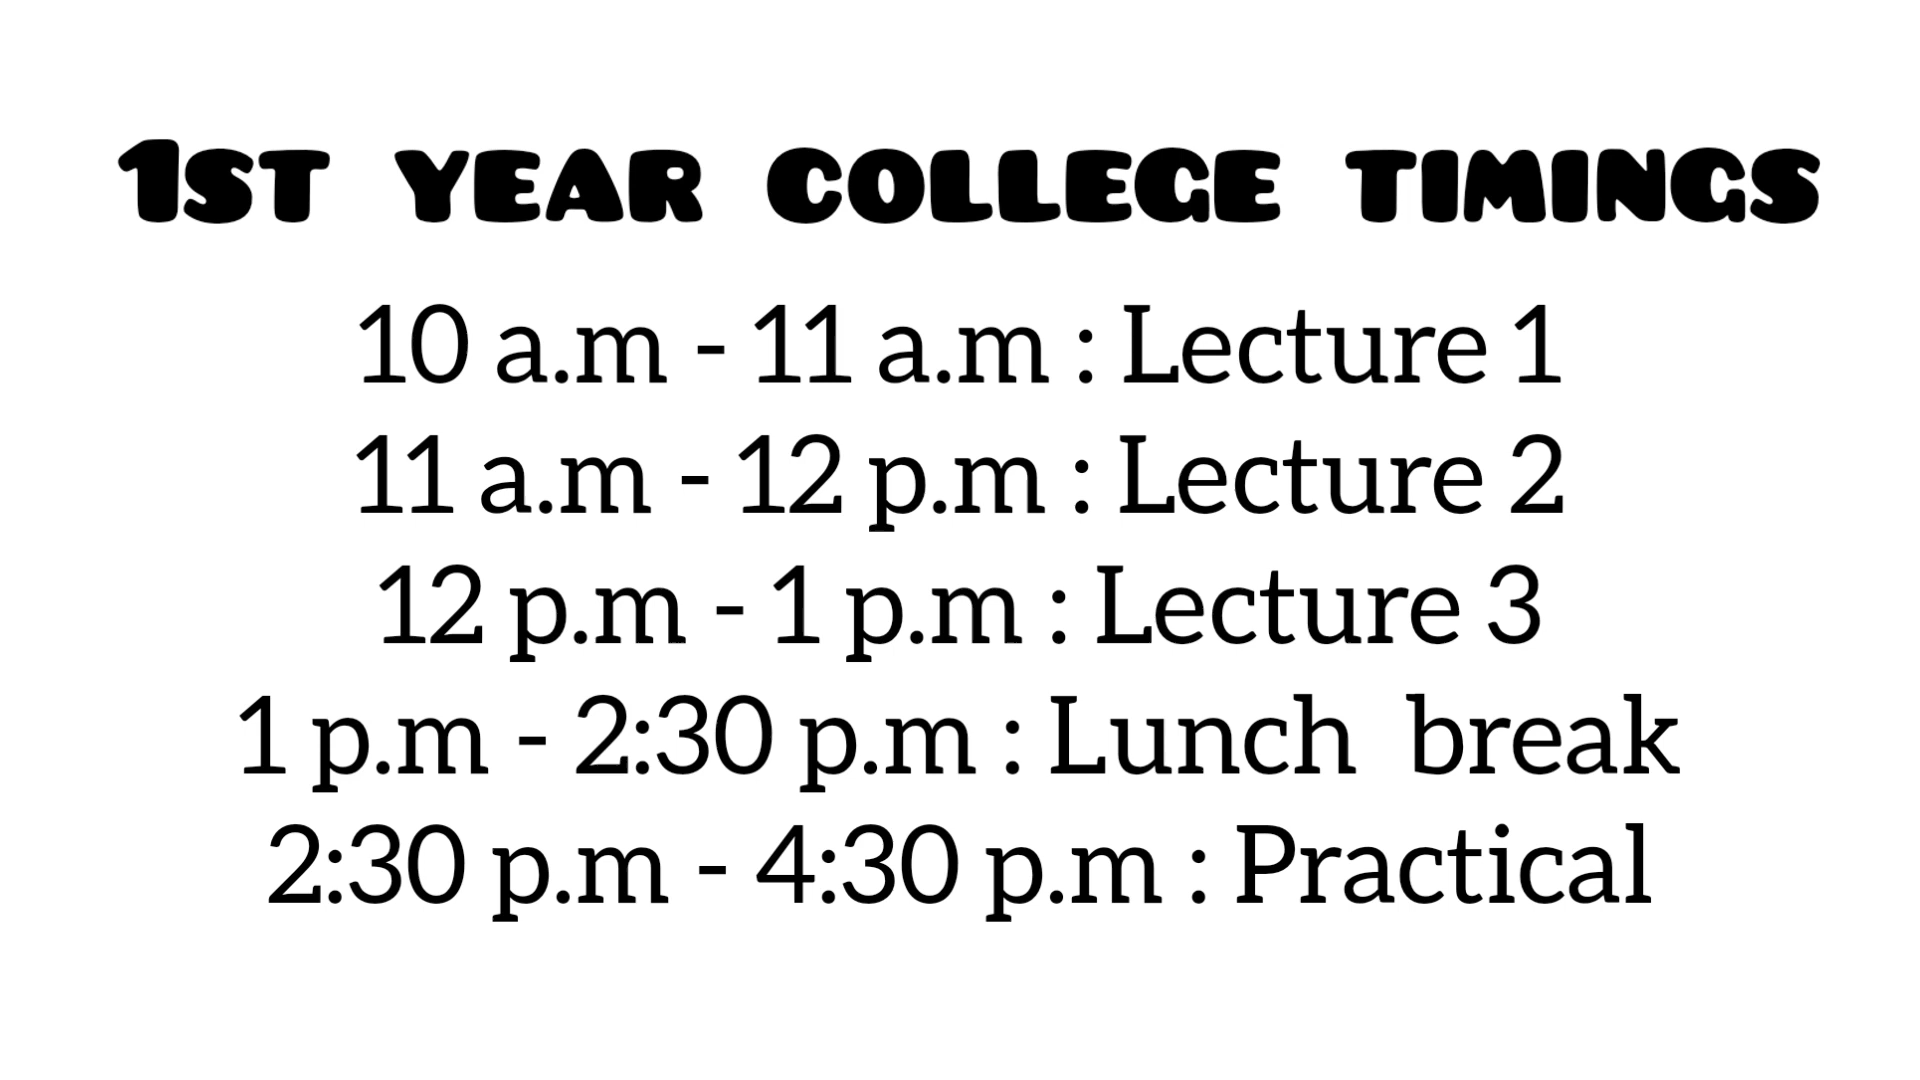 1ST YEAR COLLEGE TIMINGS
10 a.m - 11 a.m : Lecture 1
11 a.m - 12 p.m : Lecture 2
12 p.m - 1 p.m : Lecture 3
1 p.m - 2:30 p.m : Lunch break
2:30 p.m - 4:30 p.m : Practical